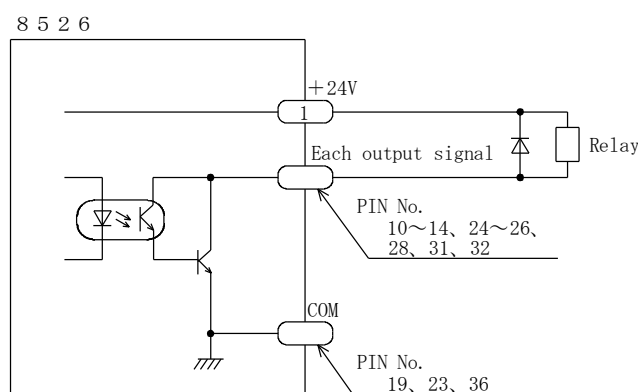 ８５２６
＋24V
1
Each output signal
Relay
PIN No.
10～14、24～26、
28、31、32
COM
PIN No.
19、23、36